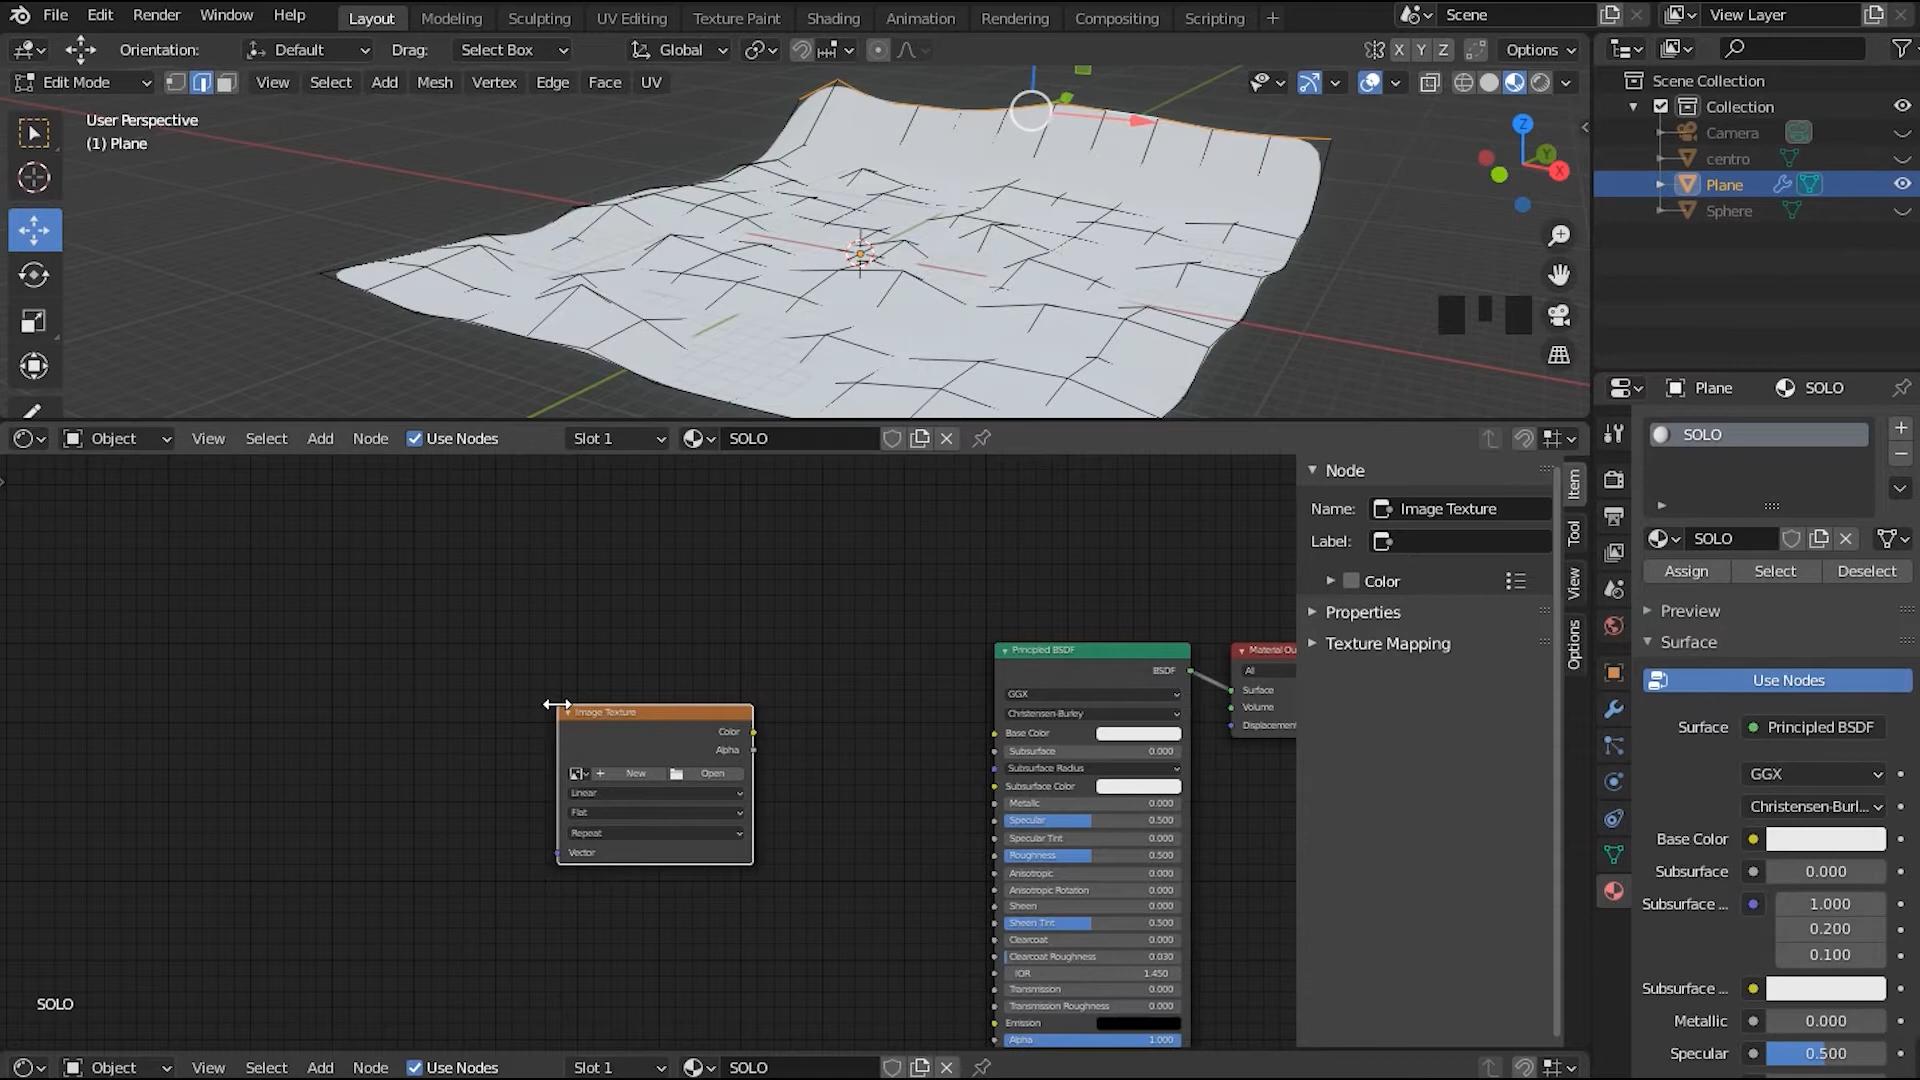 File Edit Render Window Help Layout Modeling Sculpting UV Editing Texture Paint Shading Animation Rendering Compositing Scripting + Scene View Layer
Orientation: Default Drag: Select Box Global X Y Z Options
Edit Mode View Select Add Mesh Vertex Edge Face UV
User Perspective
(1) Plane
Z
Y
X
Scene Collection
Collection
Camera
centro
Plane
Sphere
Plane SOLO
SOLO
SOLO
Assign Select Deselect
Preview
Surface
Use Nodes
Surface Principled BSDF
GGX
Christensen-Burl...
Base Color
Subsurface 0.000
Subsurface ... 1.000
0.200
0.100
Subsurface ...
Metallic 0.000
Specular 0.500
Object View Select Add Node Use Nodes Slot 1 SOLO
Node
Name: Image Texture
Label:
Color
Properties
Texture Mapping
Item
Tool
View
Options
Image Texture
Color
Alpha
New Open
Linear
Flat
Repeat
Vector
Principled BSDF
BSDF
GGX
Christensen-Burley
Base Color
Subsurface 0.000
Subsurface Radius
Subsurface Color
Metallic 0.000
Specular 0.500
Specular Tint 0.000
Roughness 0.500
Anisotropic 0.000
Anisotropic Rotation 0.000
Sheen 0.000
Sheen Tint 0.500
Clearcoat 0.000
Clearcoat Roughness 0.030
IOR 1.450
Transmission 0.000
Transmission Roughness 0.000
Emission
Alpha 1.000
Material Ou
All
Surface
Volume
Displacement
SOLO
Object View Select Add Node Use Nodes Slot 1 SOLO